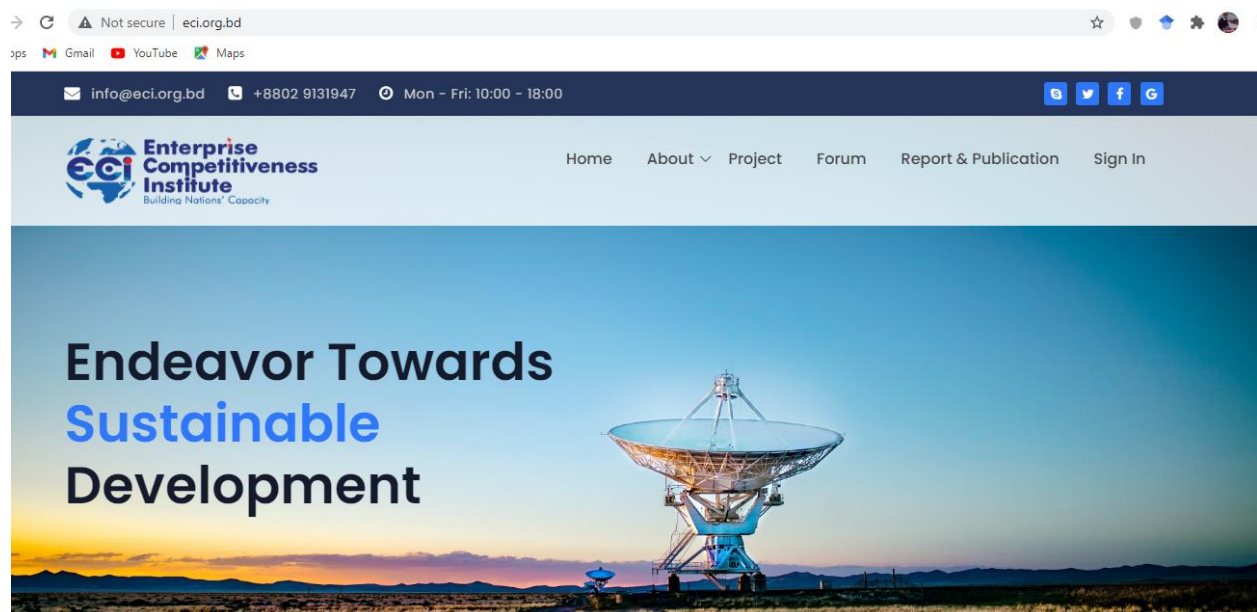 Not secure | eci.org.bd
Gmail YouTube Maps
info@eci.org.bd +8802 9131947 Mon - Fri: 10:00 - 18:00
Enterprise
Competitiveness
Institute
Building Nations' Capacity
eci
Home About Project Forum Report & Publication Sign In
Endeavor Towards
Sustainable
Development